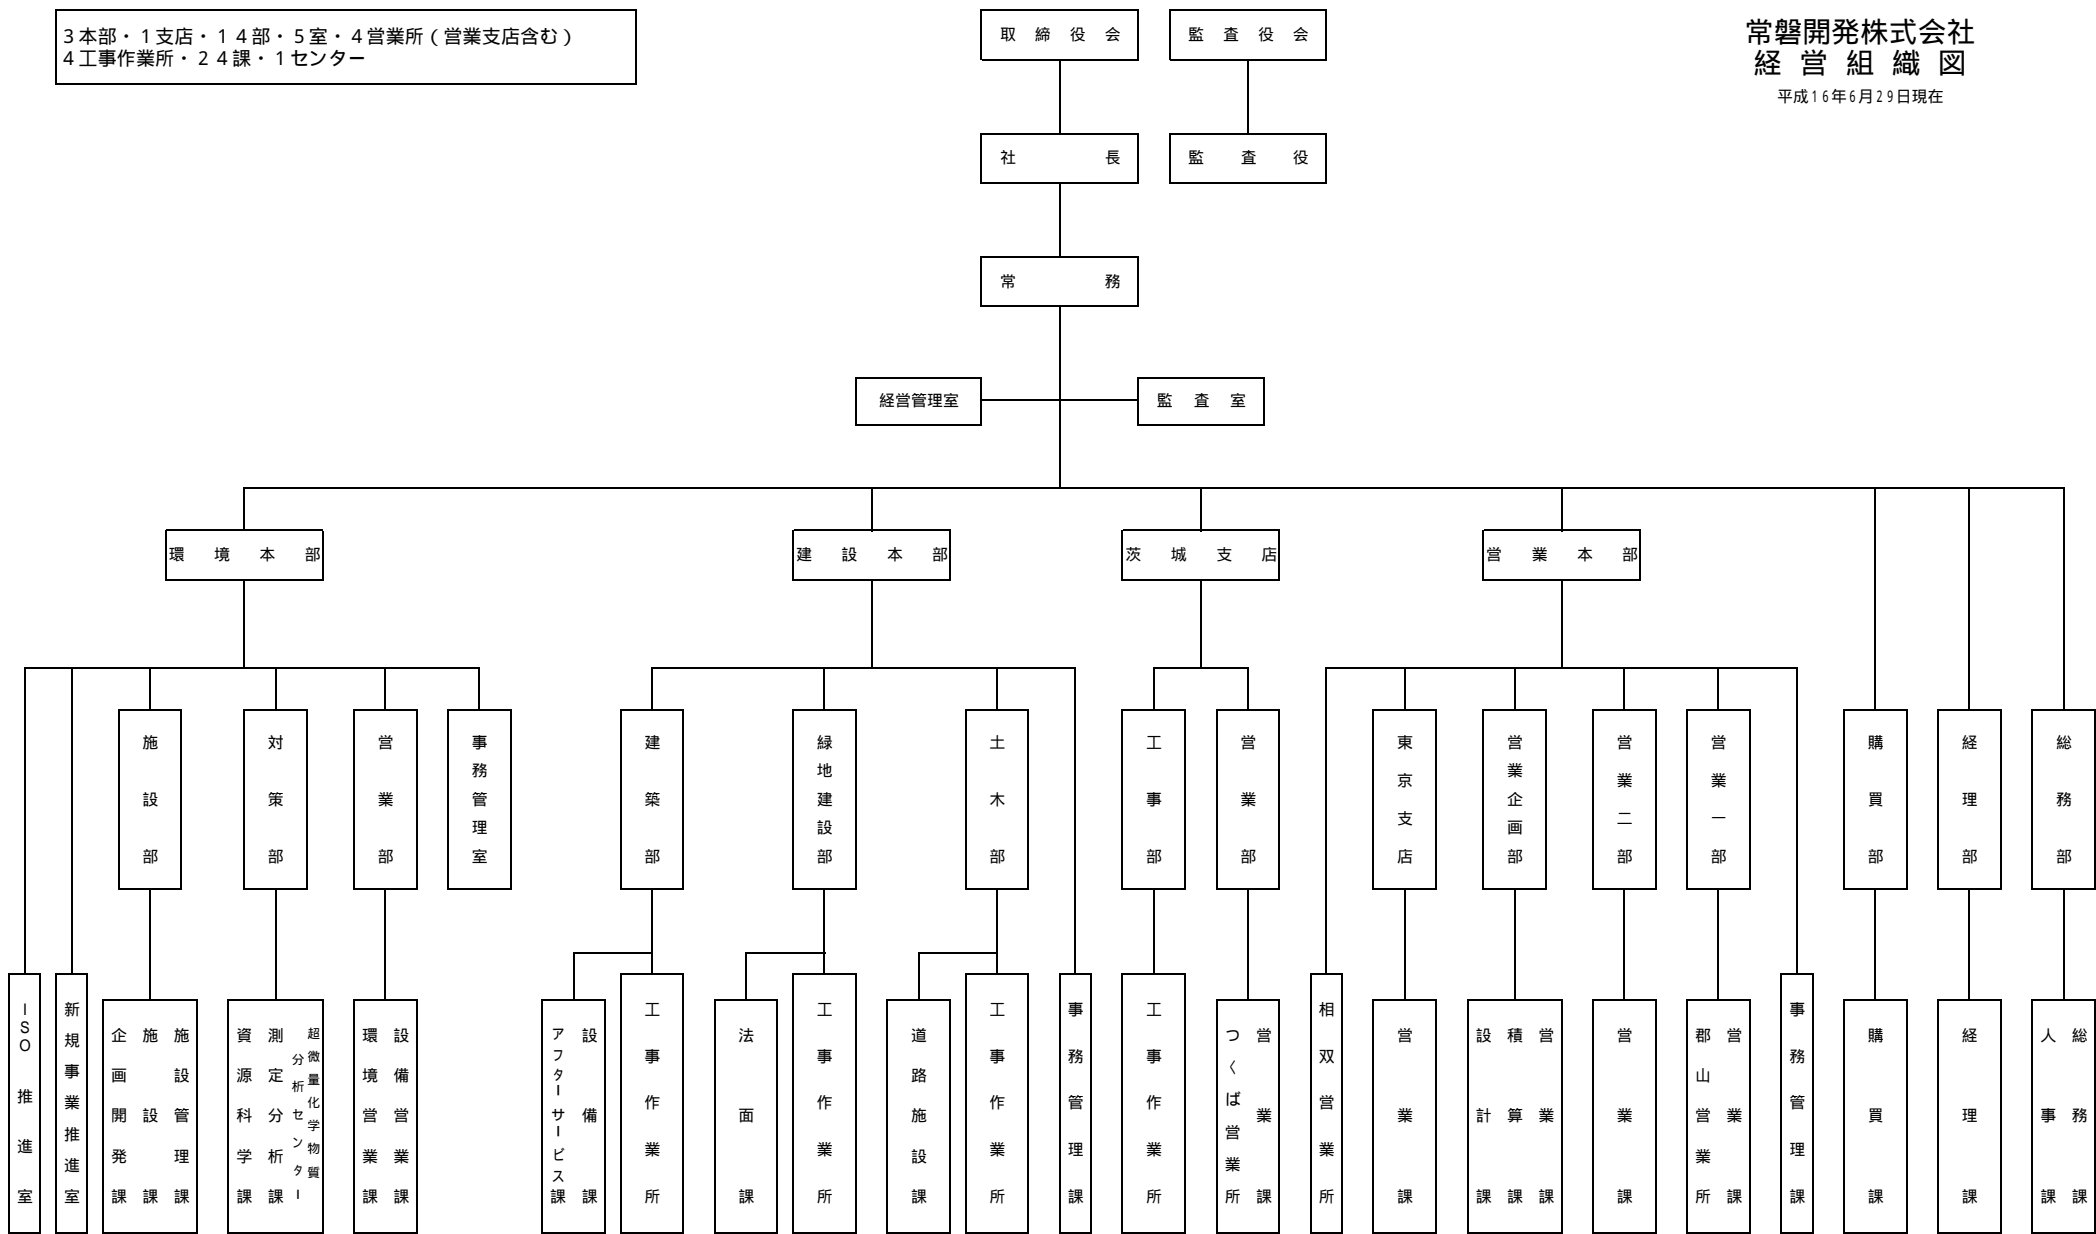 3本部・1支店・14部・5室・4営業所(営業支店含む)
4工事作業所・24課・1センター
取締役会
監査役会
常磐開発株式会社
経営組織図
平成16年6月29日現在
社長
監査役
常務
経営管理室
監査室
環境本部
建設本部
茨城支店
営業本部
施設部
対策部
営業部
事務管理室
建築部
緑地建設部
土木部
工事部
営業部
東京支店
営業企画部
営業二部
営業一部
購買部
経理部
総務部
ISO推進室
新規事業推進室
施設管理課
施設課
企画開発課
超微量化学物質
分析センター
測定分析課
資源科学課
設備営業課
環境営業課
設備課
アフターサービス課
工事作業所
法面課
工事作業所
道路施設課
工事作業所
事務管理課
工事作業所
営業課
つくば営業所
相双営業所
営業課
営業課
積算課
設計課
営業課
営業課
郡山営業所
事務管理課
購買課
経理課
総務課
人事課